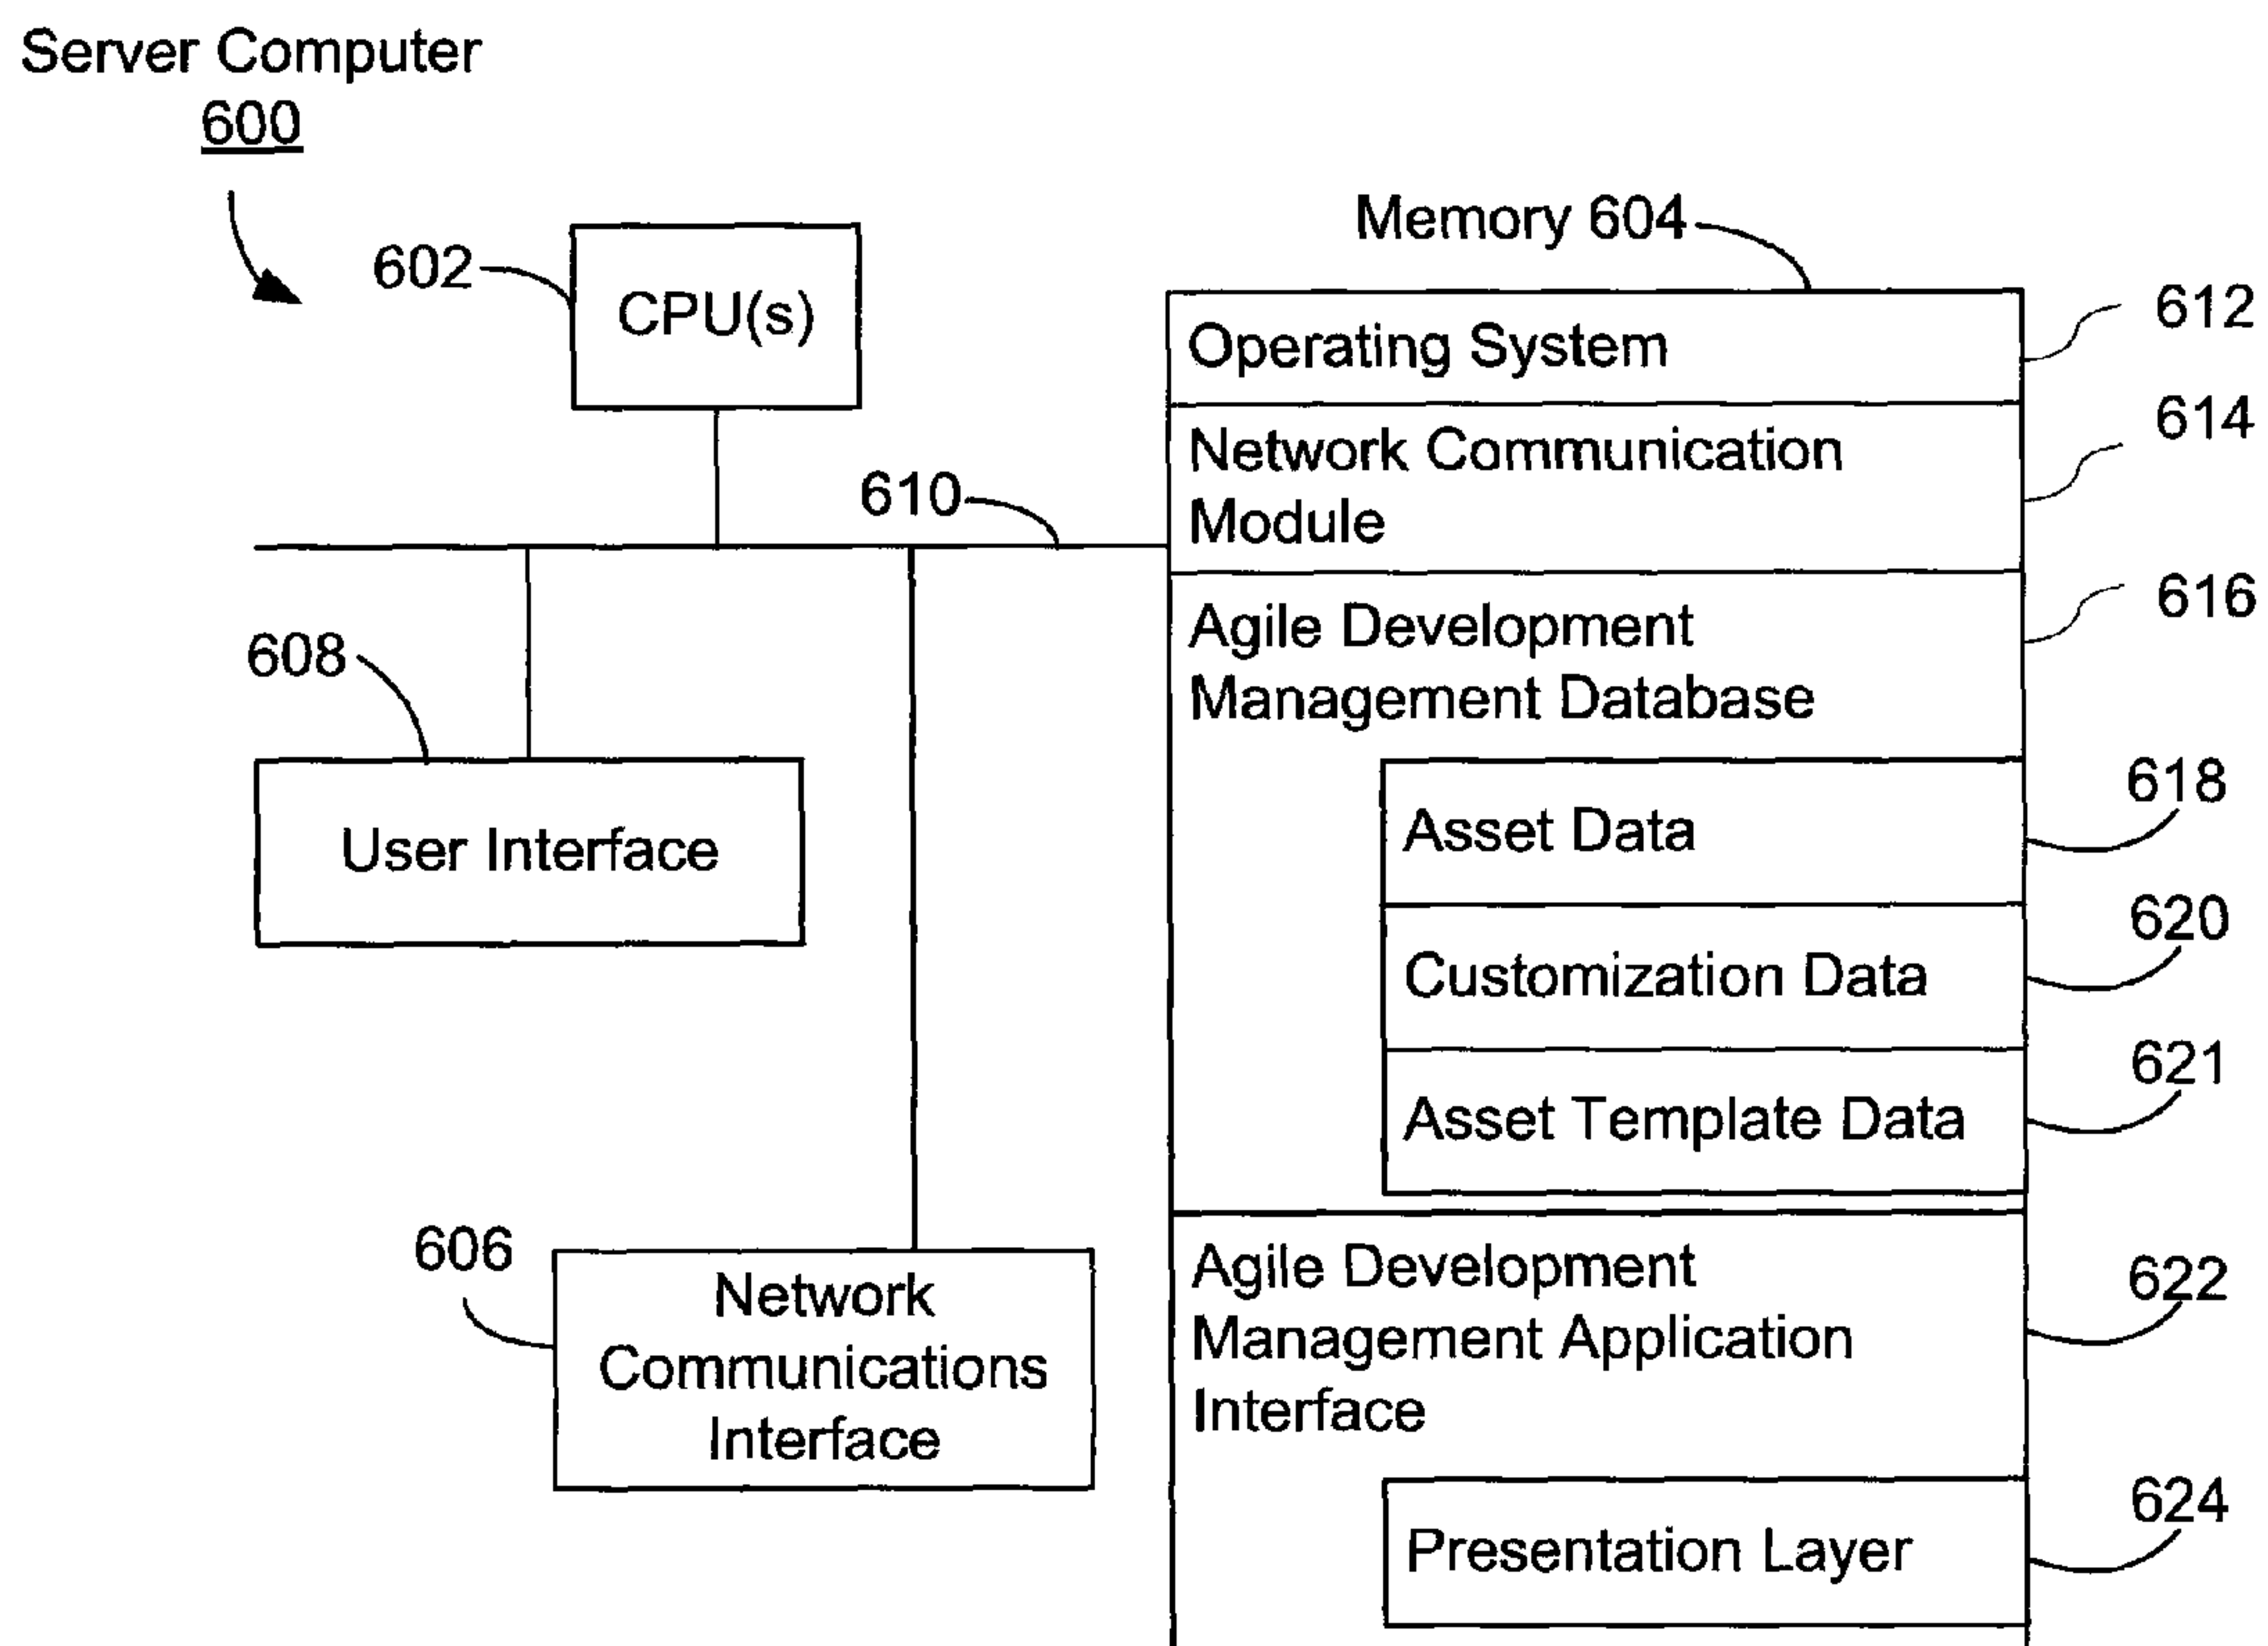 Server Computer
600
602
CPU(s)
Memory 604
Operating System
612
Network Communication
Module
614
610
Agile Development
Management Database
616
608
User Interface
Asset Data
618
Customization Data
620
Asset Template Data
621
606
Network
Communications
Interface
Agile Development
Management Application
Interface
622
Presentation Layer
624